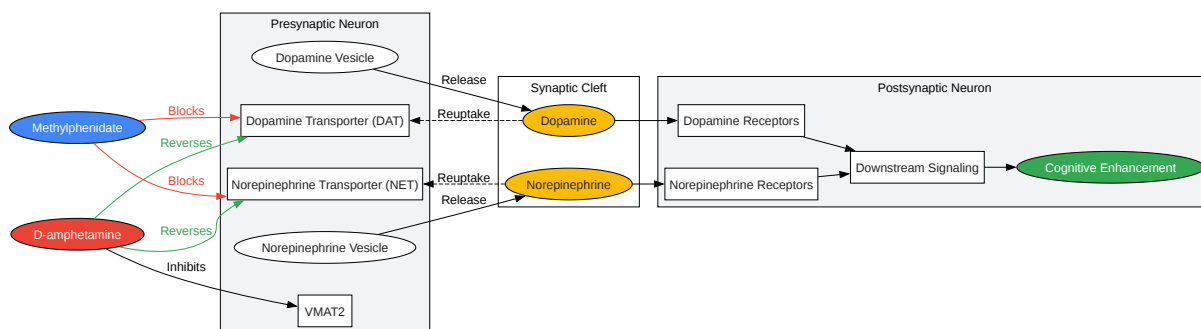 Presynaptic Neuron
Dopamine Vesicle
Release
Synaptic Cleft
Postsynaptic Neuron
Methylphenidate
Blocks
Dopamine Transporter (DAT)
Reuptake
Dopamine
Dopamine Receptors
Reverses
Downstream Signaling
Cognitive Enhancement
Blocks
Norepinephrine Transporter (NET)
Reuptake
Norepinephrine
Norepinephrine Receptors
Release
D-amphetamine
Reverses
Norepinephrine Vesicle
Inhibits
VMAT2